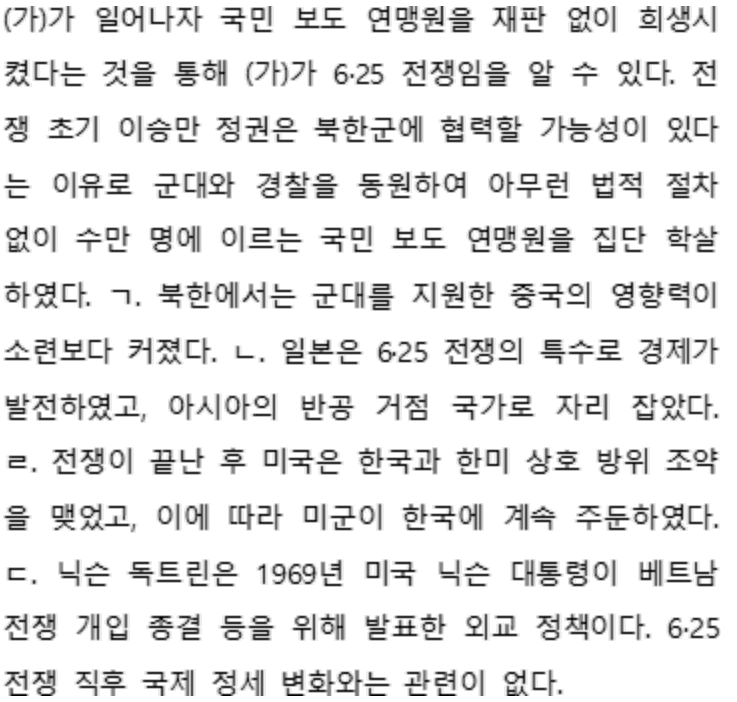 (가)가 일어나자 국민 보도 연맹원을 재판 없이 희생시
켰다는 것을 통해 (가)가 6·25 전쟁임을 알 수 있다. 전
쟁 초기 이승만 정권은 북한군에 협력할 가능성이 있다
는 이유로 군대와 경찰을 동원하여 아무런 법적 절차
없이 수만 명에 이르는 국민 보도 연맹원을 집단 학살
하였다. ㄱ. 북한에서는 군대를 지원한 중국의 영향력이
소련보다 커졌다. ㄴ. 일본은 6·25 전쟁의 특수로 경제가
발전하였고, 아시아의 반공 거점 국가로 자리 잡았다.
ㄹ. 전쟁이 끝난 후 미국은 한국과 한미 상호 방위 조약
을 맺었고, 이에 따라 미군이 한국에 계속 주둔하였다.
ㄷ. 닉슨 독트린은 1969년 미국 닉슨 대통령이 베트남
전쟁 개입 종결 등을 위해 발표한 외교 정책이다. 6·25
전쟁 직후 국제 정세 변화와는 관련이 없다.